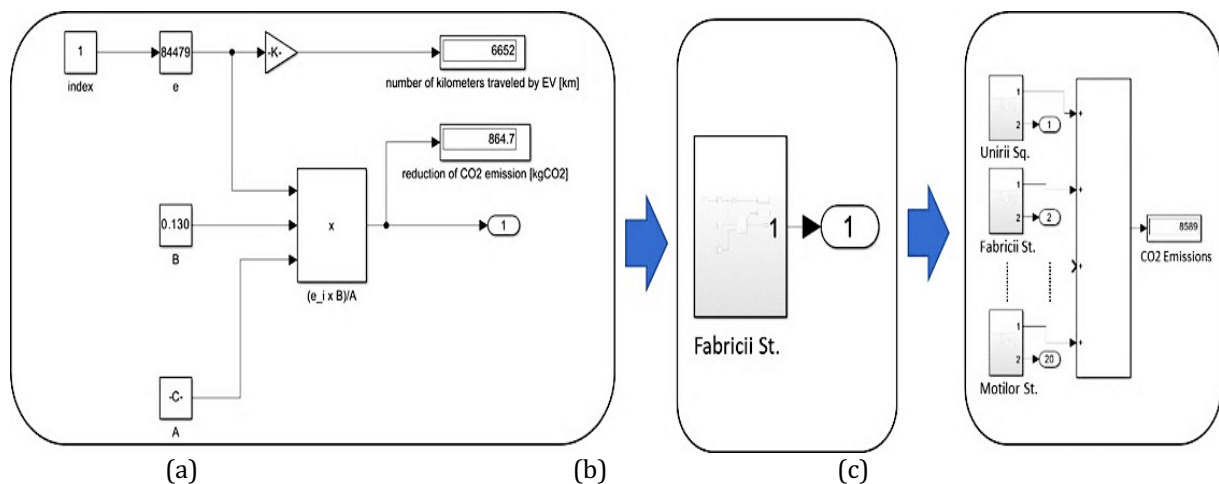 1
index
84479
e
-K-
6652
number of kilometers traveled by EV [km]
864.7
reduction of CO2 emission [kgCO2]
0.130
B
x
(e_i x B)/A
1
-C-
A
1
1
Fabricii St.
1
2
1
Unirii Sq.
1
2
2
Fabricii St.
1
2
20
Motilor St.
+
+
+
+
8589
CO2 Emissions
(a)
(b)
(c)